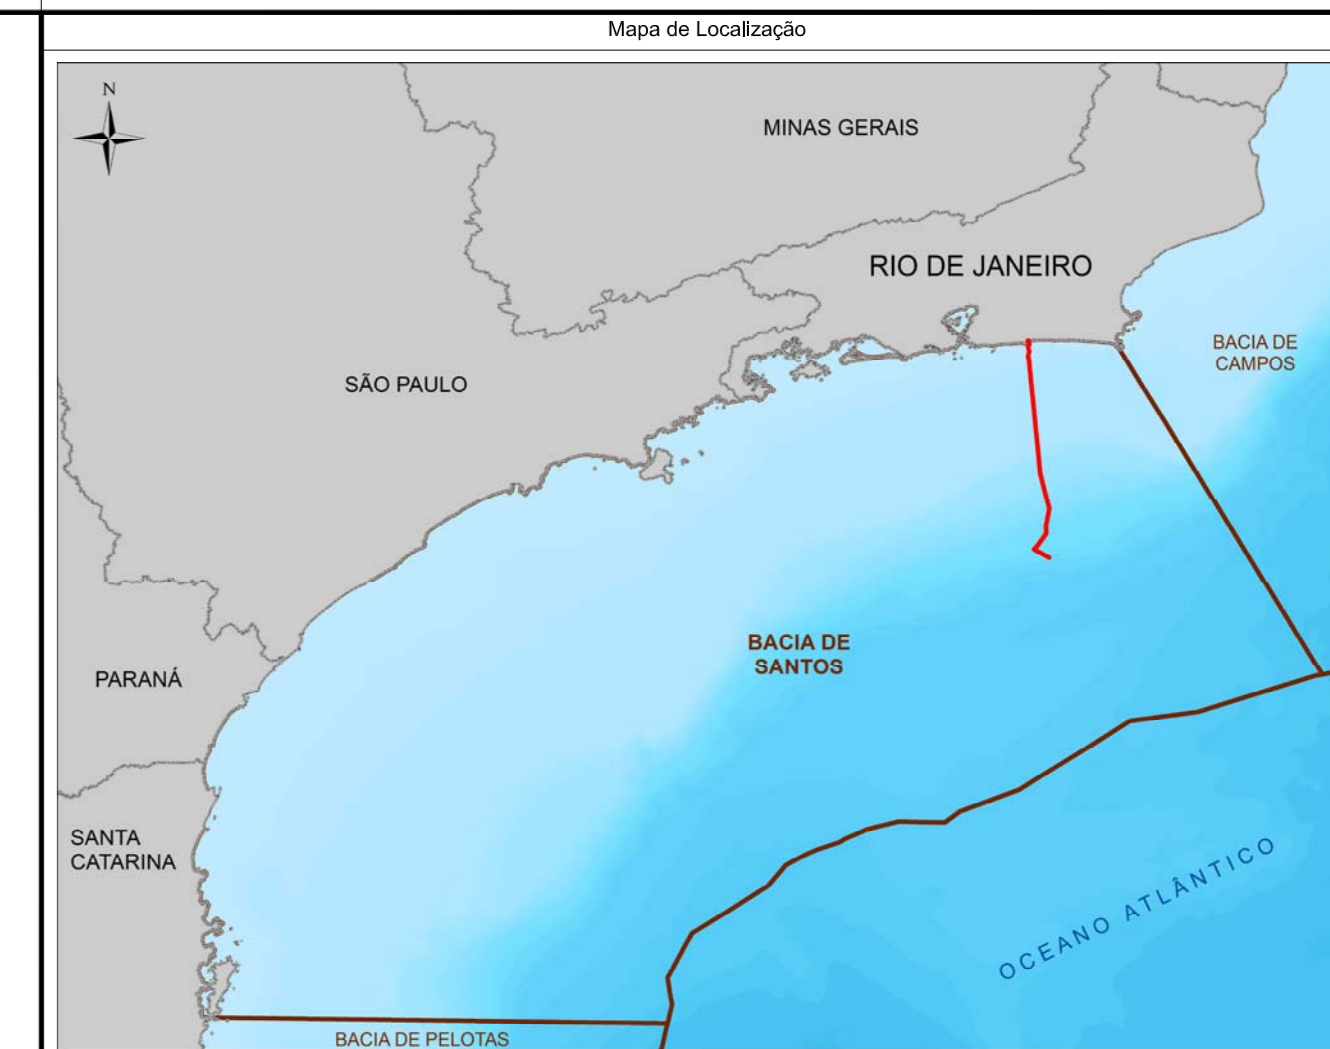 Mapa de Localização
N
MINAS GERAIS
RIO DE JANEIRO
BACIA DE
CAMPOS
SÃO PAULO
BACIA DE
SANTOS
PARANÁ
SANTA
CATARINA
OCEANO ATLÂNTICO
BACIA DE PELOTAS